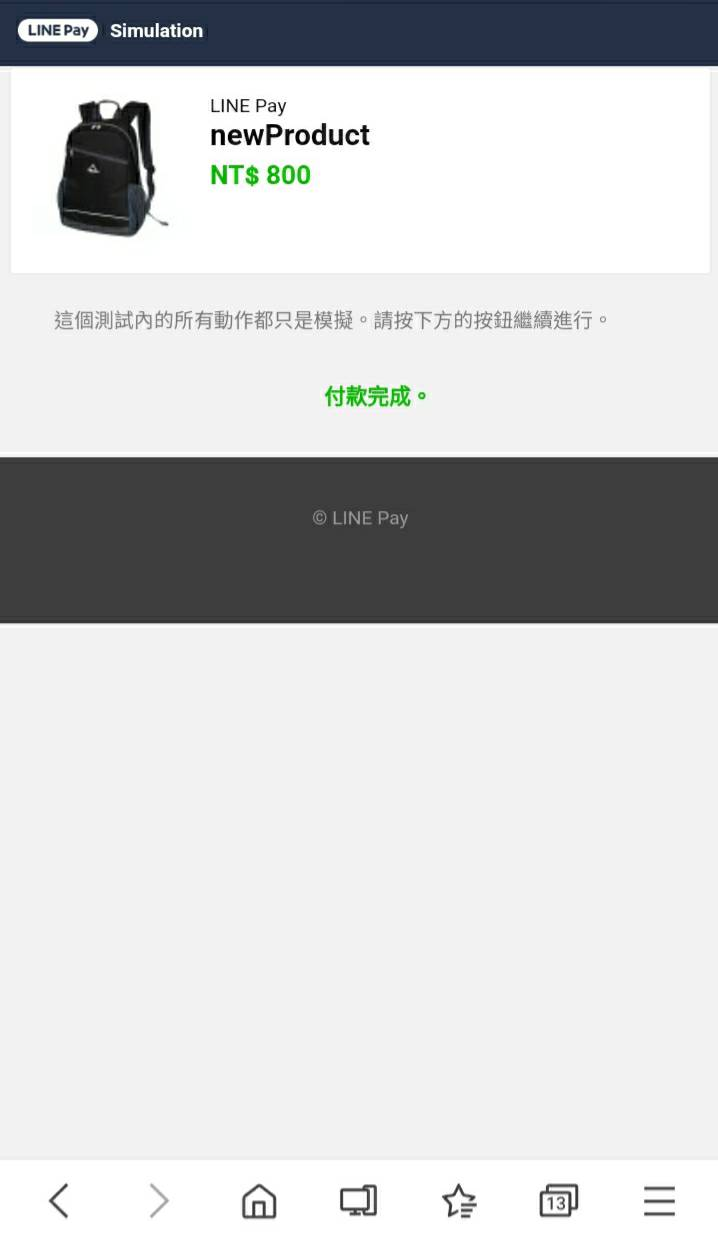 LINE Pay Simulation
LINE Pay
newProduct
NT$ 800
這個測試內的所有動作都只是模擬。請按下方的按鈕繼續進行。
付款完成。
© LINE Pay
13